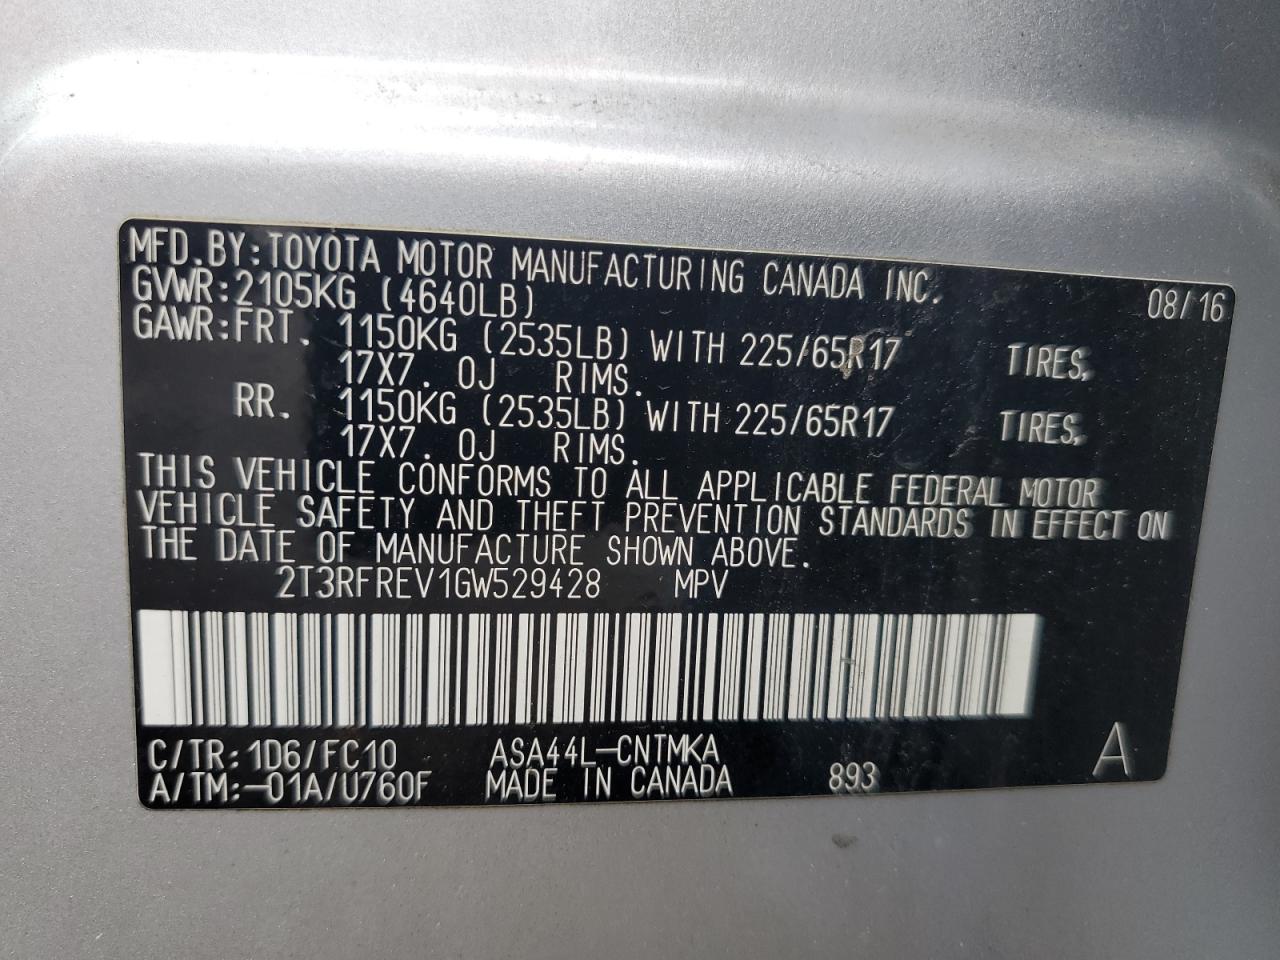 MFD.BY:TOYOTA MOTOR MANUFACTURING CANADA INC. 08/16
GVWR:2105KG (4640LB)
GAWR:FRT. 1150KG (2535LB) WITH 225/65R17 TIRES,
17X7.0J RIMS.
RR. 1150KG (2535LB) WITH 225/65R17 TIRES,
17X7.0J RIMS.
THIS VEHICLE CONFORMS TO ALL APPLICABLE FEDERAL MOTOR
VEHICLE SAFETY AND THEFT PREVENTION STANDARDS IN EFFECT ON
THE DATE OF MANUFACTURE SHOWN ABOVE.
2T3RFREV1GW529428 MPV
C/TR:1D6/FC10 ASA44L-CNTMKA A
A/TM:-01A/U760F MADE IN CANADA 893